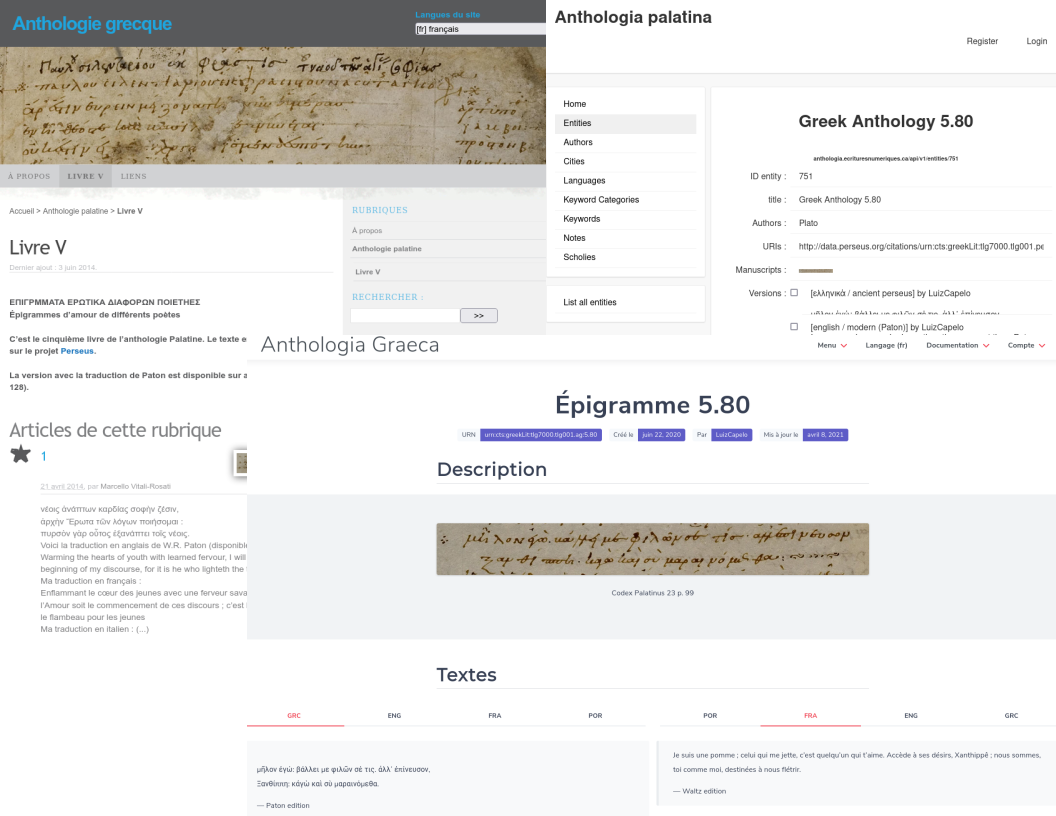 Anthologie grecque
Langues du site
[fr] français
À PROPOS
LIVRE V
LIENS
Accueil > Anthologie palatine > Livre V
Livre V
Dernier ajout : 3 juin 2014.
ΕΠΙΓΡΜΜΑΤΑ ΕΡΩΤΙΚΑ ΔΙΑΦΟΡΩΝ ΠΟΙΕΤΗΕΣ
Épigrammes d'amour de différents poètes
C'est le cinquième livre de l'anthologie Palatine. Le texte e
sur le projet Perseus.
La version avec la traduction de Paton est disponible sur a
128).
Articles de cette rubrique
1
21 avril 2014, par Marcello Vitali-Rosati
νέοις ἀνάπτων καρδίας σοφὴν ζέσιν,
ἀρχὴν Ἔρωτα τῶν λόγων ποιήσομαι :
πυρσὸν γὰρ οὗτος ἐξανάπτει τοῖς νέοις.
Voici la traduction en anglais de W.R. Paton (disponible
Warming the hearts of youth with learned fervour, I will
beginning of my discourse, for it is he who lighteth the
Ma traduction en français :
Enflammant le cœur des jeunes avec une ferveur sava
l'Amour soit le commencement de ces discours ; c'est
le flambeau pour les jeunes
Ma traduction en italien : (...)
RUBRIQUES
À propos
Anthologie palatine
Livre V
RECHERCHER :
>>
Anthologia palatina
Register
Login
Home
Entities
Authors
Cities
Languages
Keyword Categories
Keywords
Notes
Scholies
List all entities
Greek Anthology 5.80
anthologia.ecrituresnumeriques.ca/api/v1/entities/751
ID entity : 751
title : Greek Anthology 5.80
Authors : Plato
URIs : http://data.perseus.org/citations/urn:cts:greekLit:tlg7000.tlg001.pe
Manuscripts :
Versions : [ελληνικά / ancient perseus] by LuizCapelo
[english / modern (Paton)] by LuizCapelo
Anthologia Graeca
Menu
Langage (fr)
Documentation
Compte
Épigramme 5.80
URN urn:cts:greekLit:tlg7000.tlg001.ag:5.80 Créé le juin 22, 2020 Par LuizCapelo Mis à jour le avril 8, 2021
Description
Codex Palatinus 23 p. 99
Textes
GRC ENG FRA POR
μῆλον ἐγώ: βάλλει με φιλῶν σέ τις. ἀλλ᾽ ἐπίνευσον,
Ξανθίππη: κἀγὼ καὶ σὺ μαραινόμεθα.
— Paton edition
POR FRA ENG GRC
Je suis une pomme ; celui qui me jette, c'est quelqu'un qui t'aime. Accède à ses désirs, Xanthippê ; nous sommes,
toi comme moi, destinées à nous flétrir.
— Waltz edition